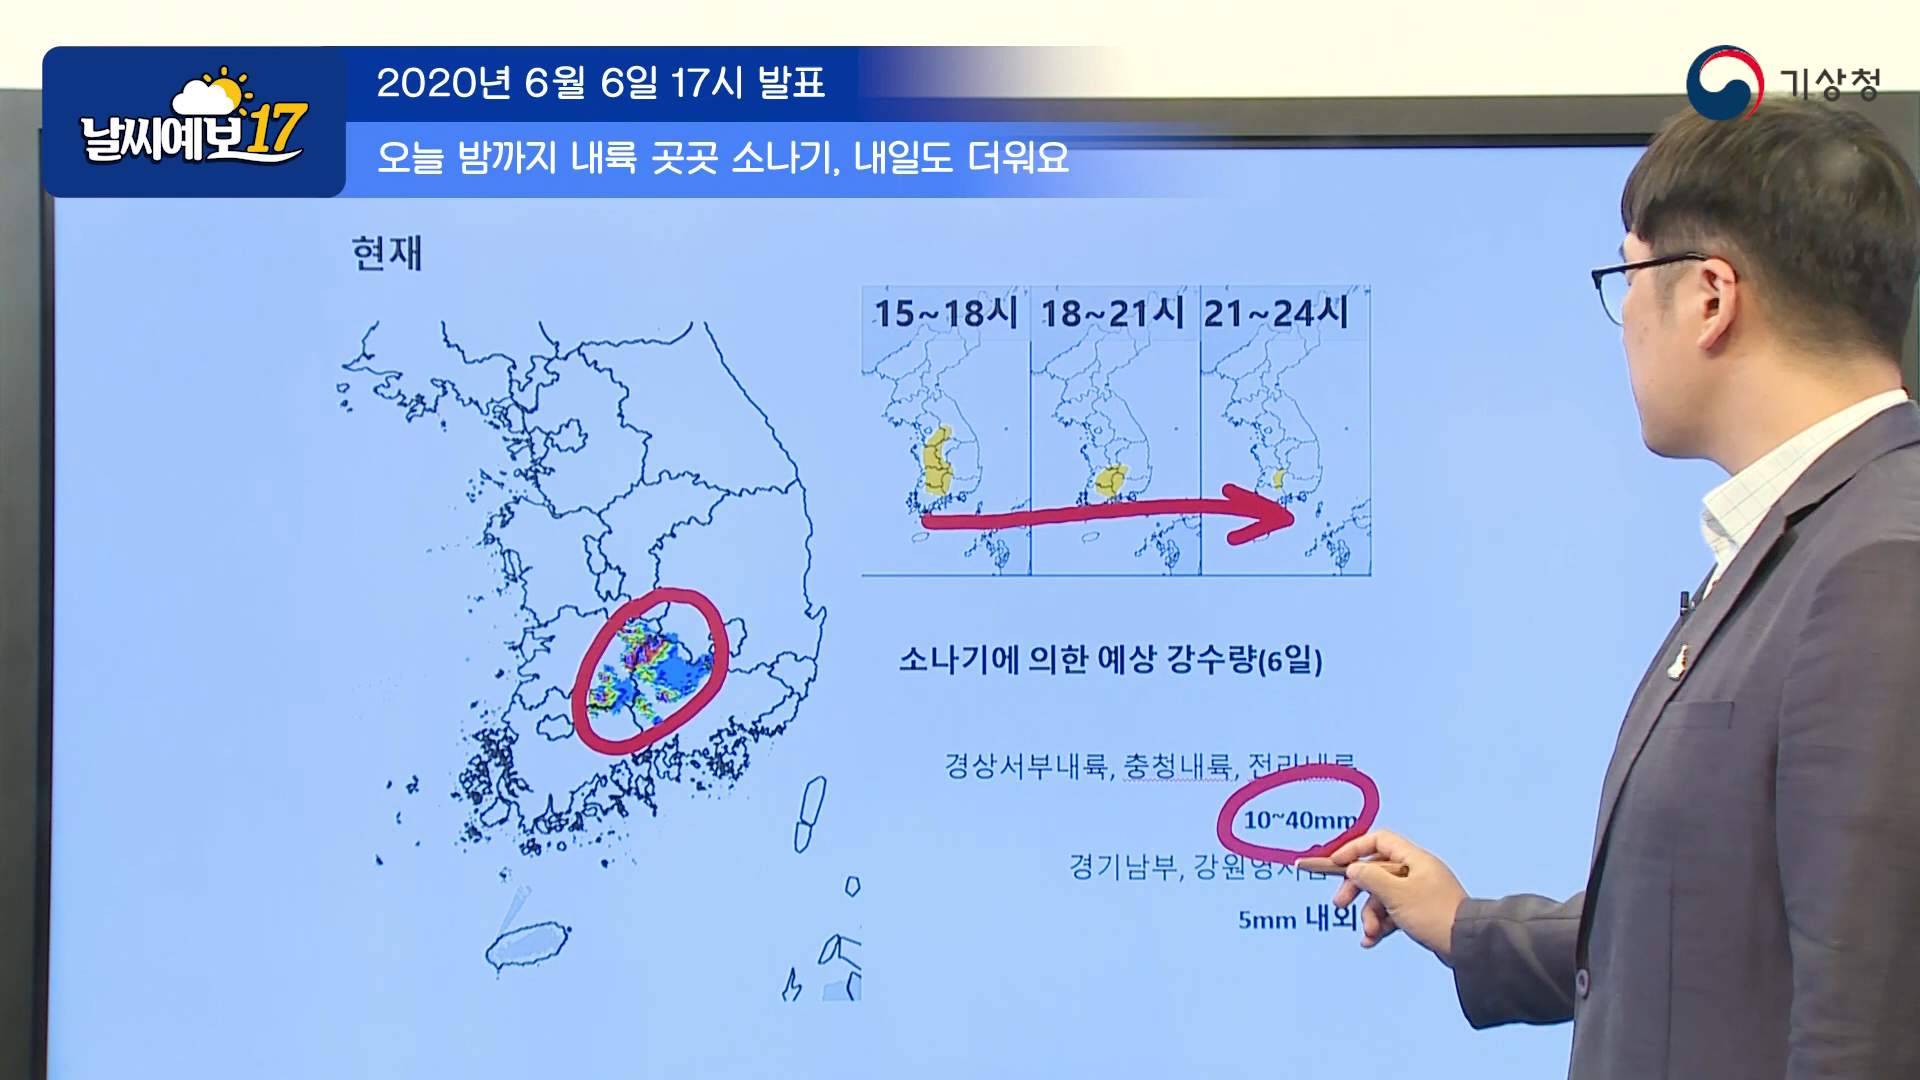 날씨예보17
2020년 6월 6일 17시 발표
오늘 밤까지 내륙 곳곳 소나기, 내일도 더워요
기상청
현재
15~18시 18~21시 21~24시
소나기에 의한 예상 강수량(6일)
경상서부내륙, 충청내륙, 전라내륙
10~40mm
경기남부,
5mm 내외